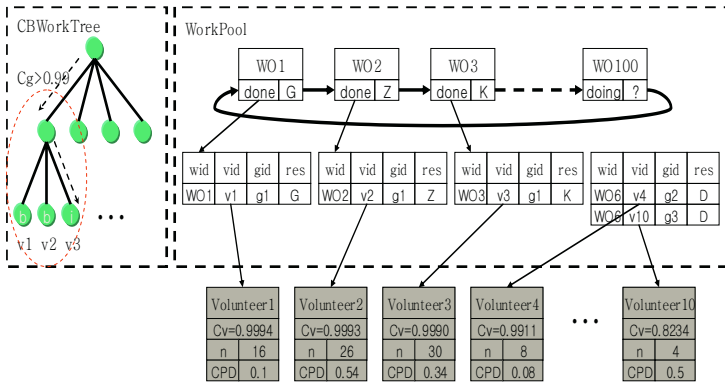 CBWorkTree
WorkPool
Cg>0.99
WO1 WO2 WO3 WO100
done G done Z done K doing ?
wid vid gid res wid vid gid res wid vid gid res wid vid gid res
WO1 v1 g1 G WO2 v2 g1 Z WO3 v3 g1 K WO6 v4 g2 D
WO6 v10 g3 D
b b i ...
v1 v2 v3
Volunteer1 Volunteer2 Volunteer3 Volunteer4 ... Volunteer10
Cv=0.9994 Cv=0.9993 Cv=0.9990 Cv=0.9911 Cv=0.8234
n 16 n 26 n 30 n 8 n 4
CPD 0.1 CPD 0.54 CPD 0.34 CPD 0.08 CPD 0.5